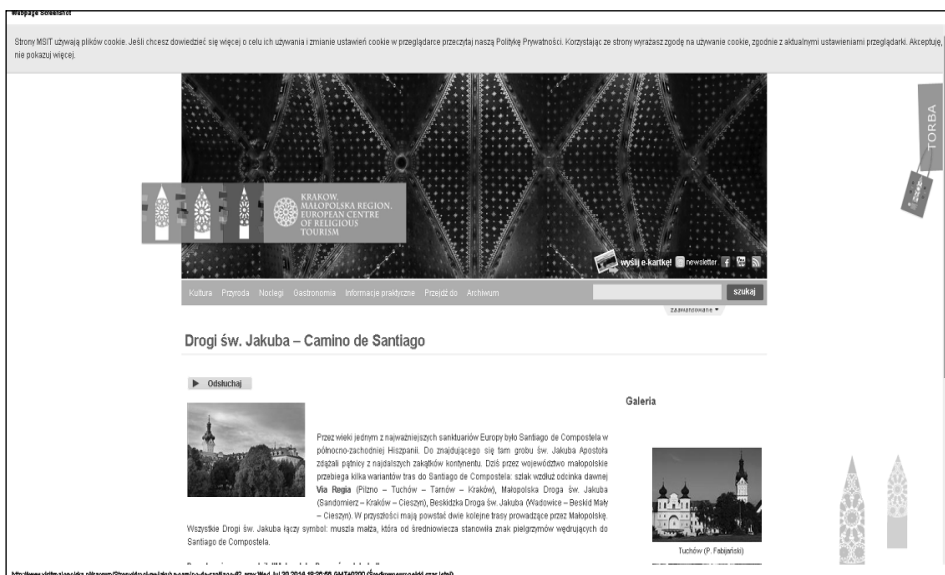 Webpage Screenshot
Strony MSIT używają plików cookie. Jeśli chcesz dowiedzieć się więcej o celu ich używania i zmianie ustawień cookie w przeglądarce przeczytaj naszą Politykę Prywatności. Korzystając ze strony wyrażasz zgodę na używanie cookie, zgodnie z aktualnymi ustawieniami przeglądarki. Akceptuję,
nie pokazuj więcej.
TORBA
KRAKOW.
MAŁOPOLSKA REGION.
EUROPEAN CENTRE
OF RELIGIOUS
TOURISM
wyślij e-kartkę! newsletter
Kultura Przyroda Noclegi Gastronomia Informacje praktyczne Przejdź do Archiwum szukaj
zaawansowane
Drogi św. Jakuba – Camino de Santiago
Odsłuchaj
Galeria
Przez wieki jednym z najważniejszych sanktuariów Europy było Santiago de Compostela w
północno-zachodniej Hiszpanii. Do znajdującego się tam grobu św. Jakuba Apostoła
zdążali pątnicy z najdalszych zakątków kontynentu. Dziś przez województwo małopolskie
przebiega kilka wariantów tras do Santiago de Compostela: szlak wzdłuż odcinka dawnej
Via Regia (Pilzno – Tuchów – Tarnów – Kraków), Małopolska Droga św. Jakuba
(Sandomierz – Kraków – Cieszyn), Beskidzka Droga św. Jakuba (Wadowice – Beskid Mały
– Cieszyn). W przyszłości mają powstać dwie kolejne trasy prowadzące przez Małopolskę.
Wszystkie Drogi św. Jakuba łączy symbol: muszla małża, która od średniowiecza stanowiła znak pielgrzymów wędrujących do
Santiago de Compostela.
Tuchów (P. Fabijański)